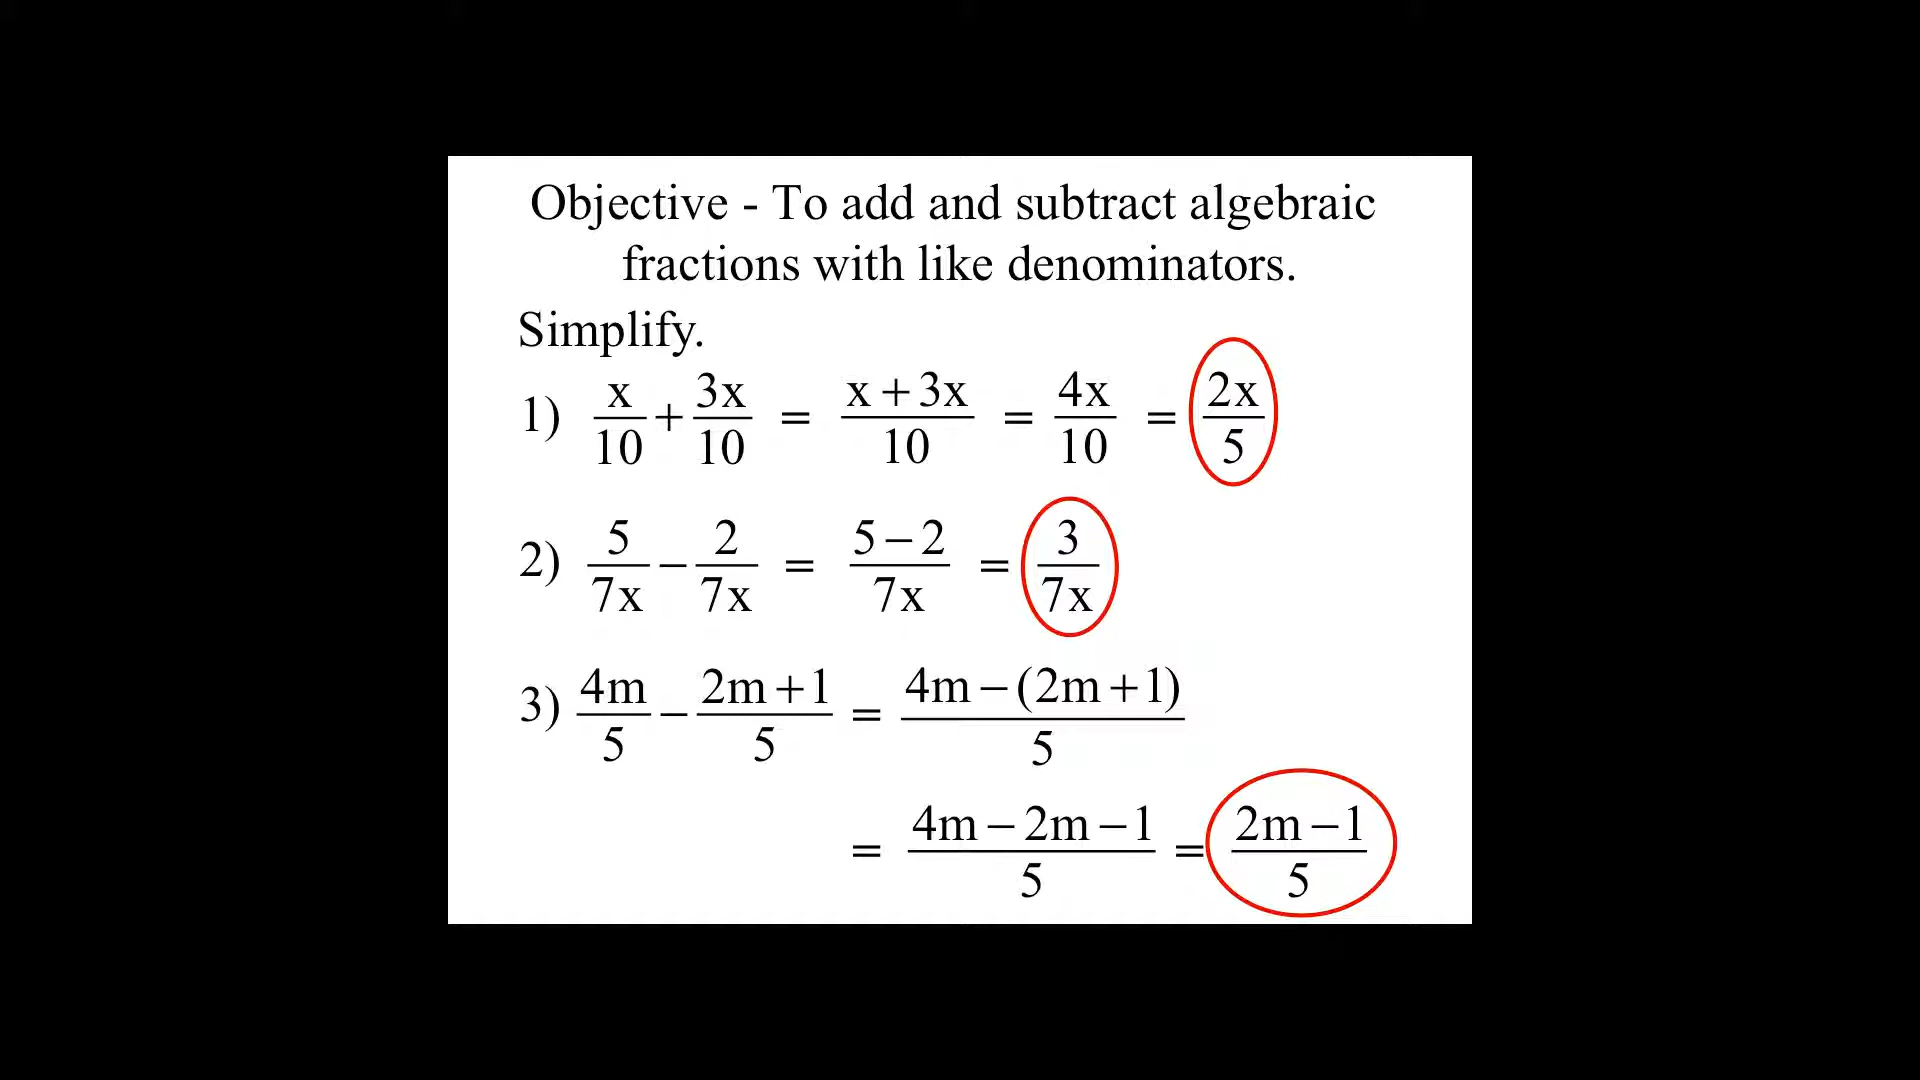 Objective - To add and subtract algebraic
fractions with like denominators.
Simplify.
1) x/10 + 3x/10 = x + 3x/10 = 4x/10 = 2x/5
2) 5/7x − 2/7x = 5 − 2/7x = 3/7x
3) 4m/5 − 2m + 1/5 = 4m − (2m + 1)/5
= 4m − 2m − 1/5 = 2m − 1/5